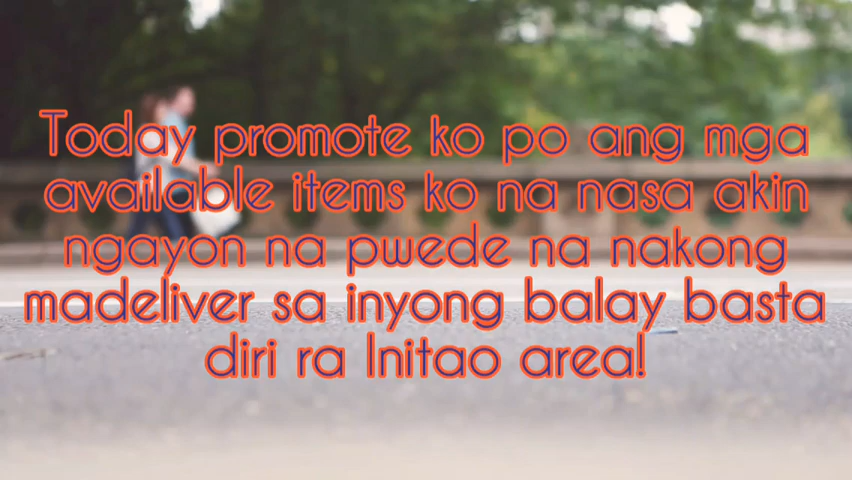 Today promote ko po ang mga
available items ko na nasa akin
ngayon na pwede na nakong
madeliver sa inyong balay basta
diri ra Initao area!